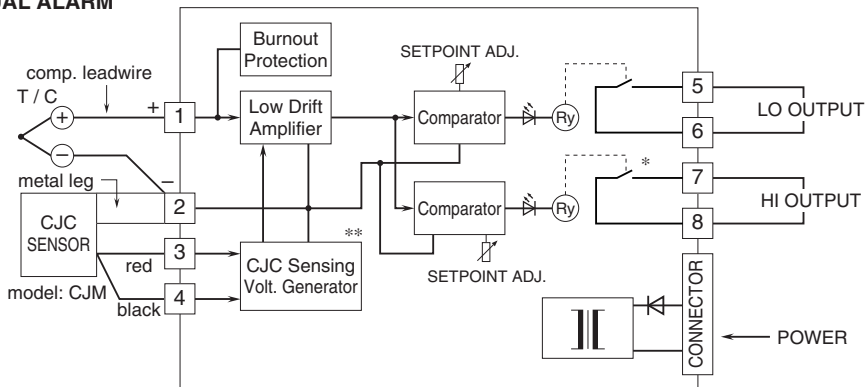 Burnout
Protection
SETPOINT ADJ.
comp. leadwire
T / C
+
+
1
Low Drift
Amplifier
Comparator
Ry
5
6
LO OUTPUT
−
−
metal leg
2
CJC
SENSOR
3
red
4
black
model: CJM
**
CJC Sensing
Volt. Generator
Comparator
SETPOINT ADJ.
Ry
*
7
8
HI OUTPUT
CONNECTOR
POWER